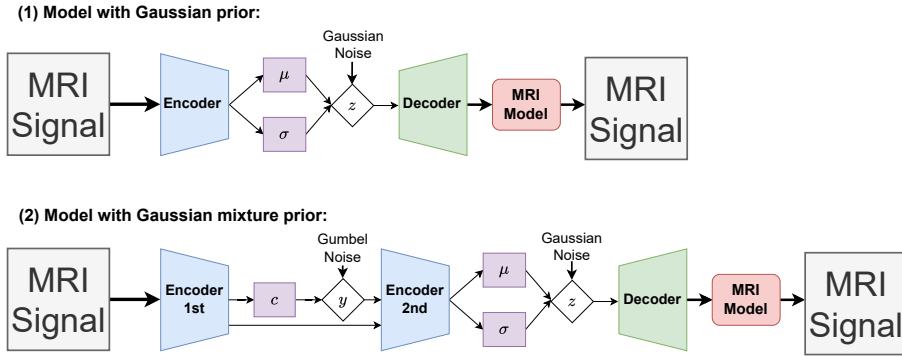 (1) Model with Gaussian prior:
MRI
Signal
Encoder
μ
σ
Gaussian
Noise
z
Decoder
MRI
Model
MRI
Signal
(2) Model with Gaussian mixture prior:
MRI
Signal
Encoder
1st
c
Gumbel
Noise
y
Encoder
2nd
μ
σ
Gaussian
Noise
z
Decoder
MRI
Model
MRI
Signal